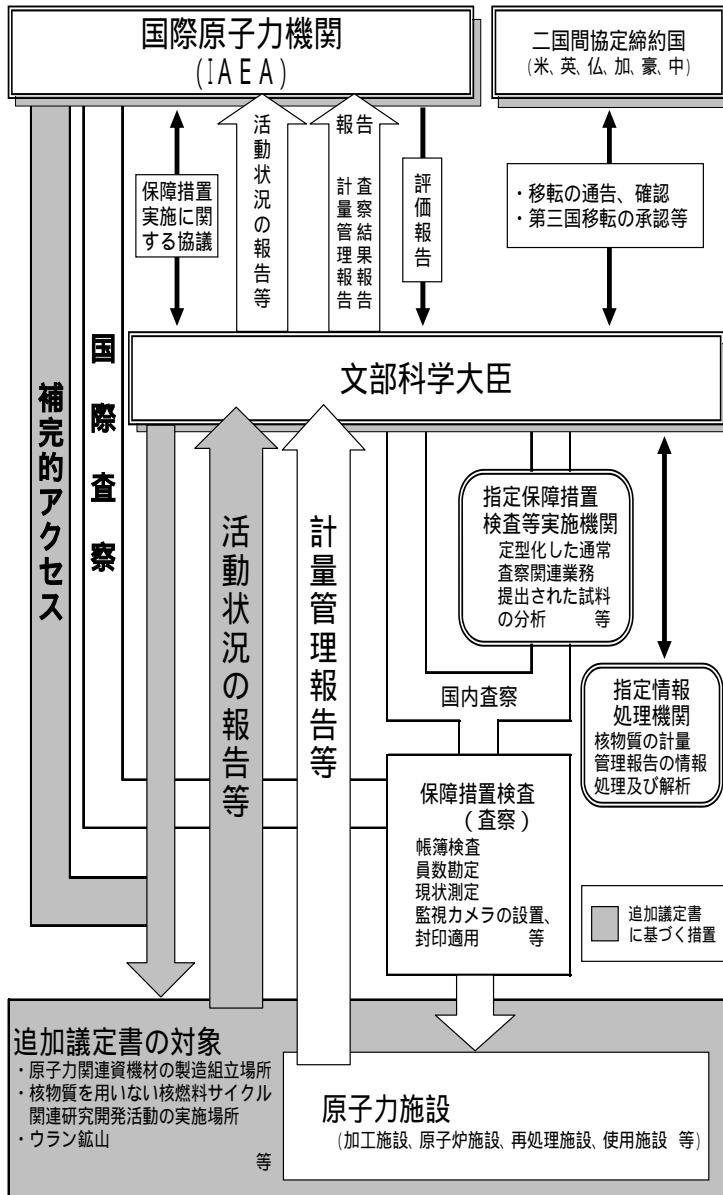 国際原子力機関
(IAEA)
二国間協定締約国
(米、英、仏、加、豪、中)
保障措置
実施に関
する協議
活動状況の報告等
報告
査察結果報告
計量管理報告
評価報告
・移転の通告、確認
・第三国移転の承認等
文部科学大臣
補完的アクセス
国際査察
活動状況の報告等
計量管理報告等
指定保障措置
検査等実施機関
定型化した通常
査察関連業務
提出された試料
の分析 等
国内査察
指定情報
処理機関
核物質の計量
管理報告の情報
処理及び解析
保障措置検査
(査察)
帳簿検査
員数勘定
現状測定
監視カメラの設置、
封印適用 等
追加議定書
に基づく措置
追加議定書の対象
・原子力関連資機材の製造組立場所
・核物質を用いない核燃料サイクル
関連研究開発活動の実施場所
・ウラン鉱山
等
原子力施設
(加工施設、原子炉施設、再処理施設、使用施設 等)